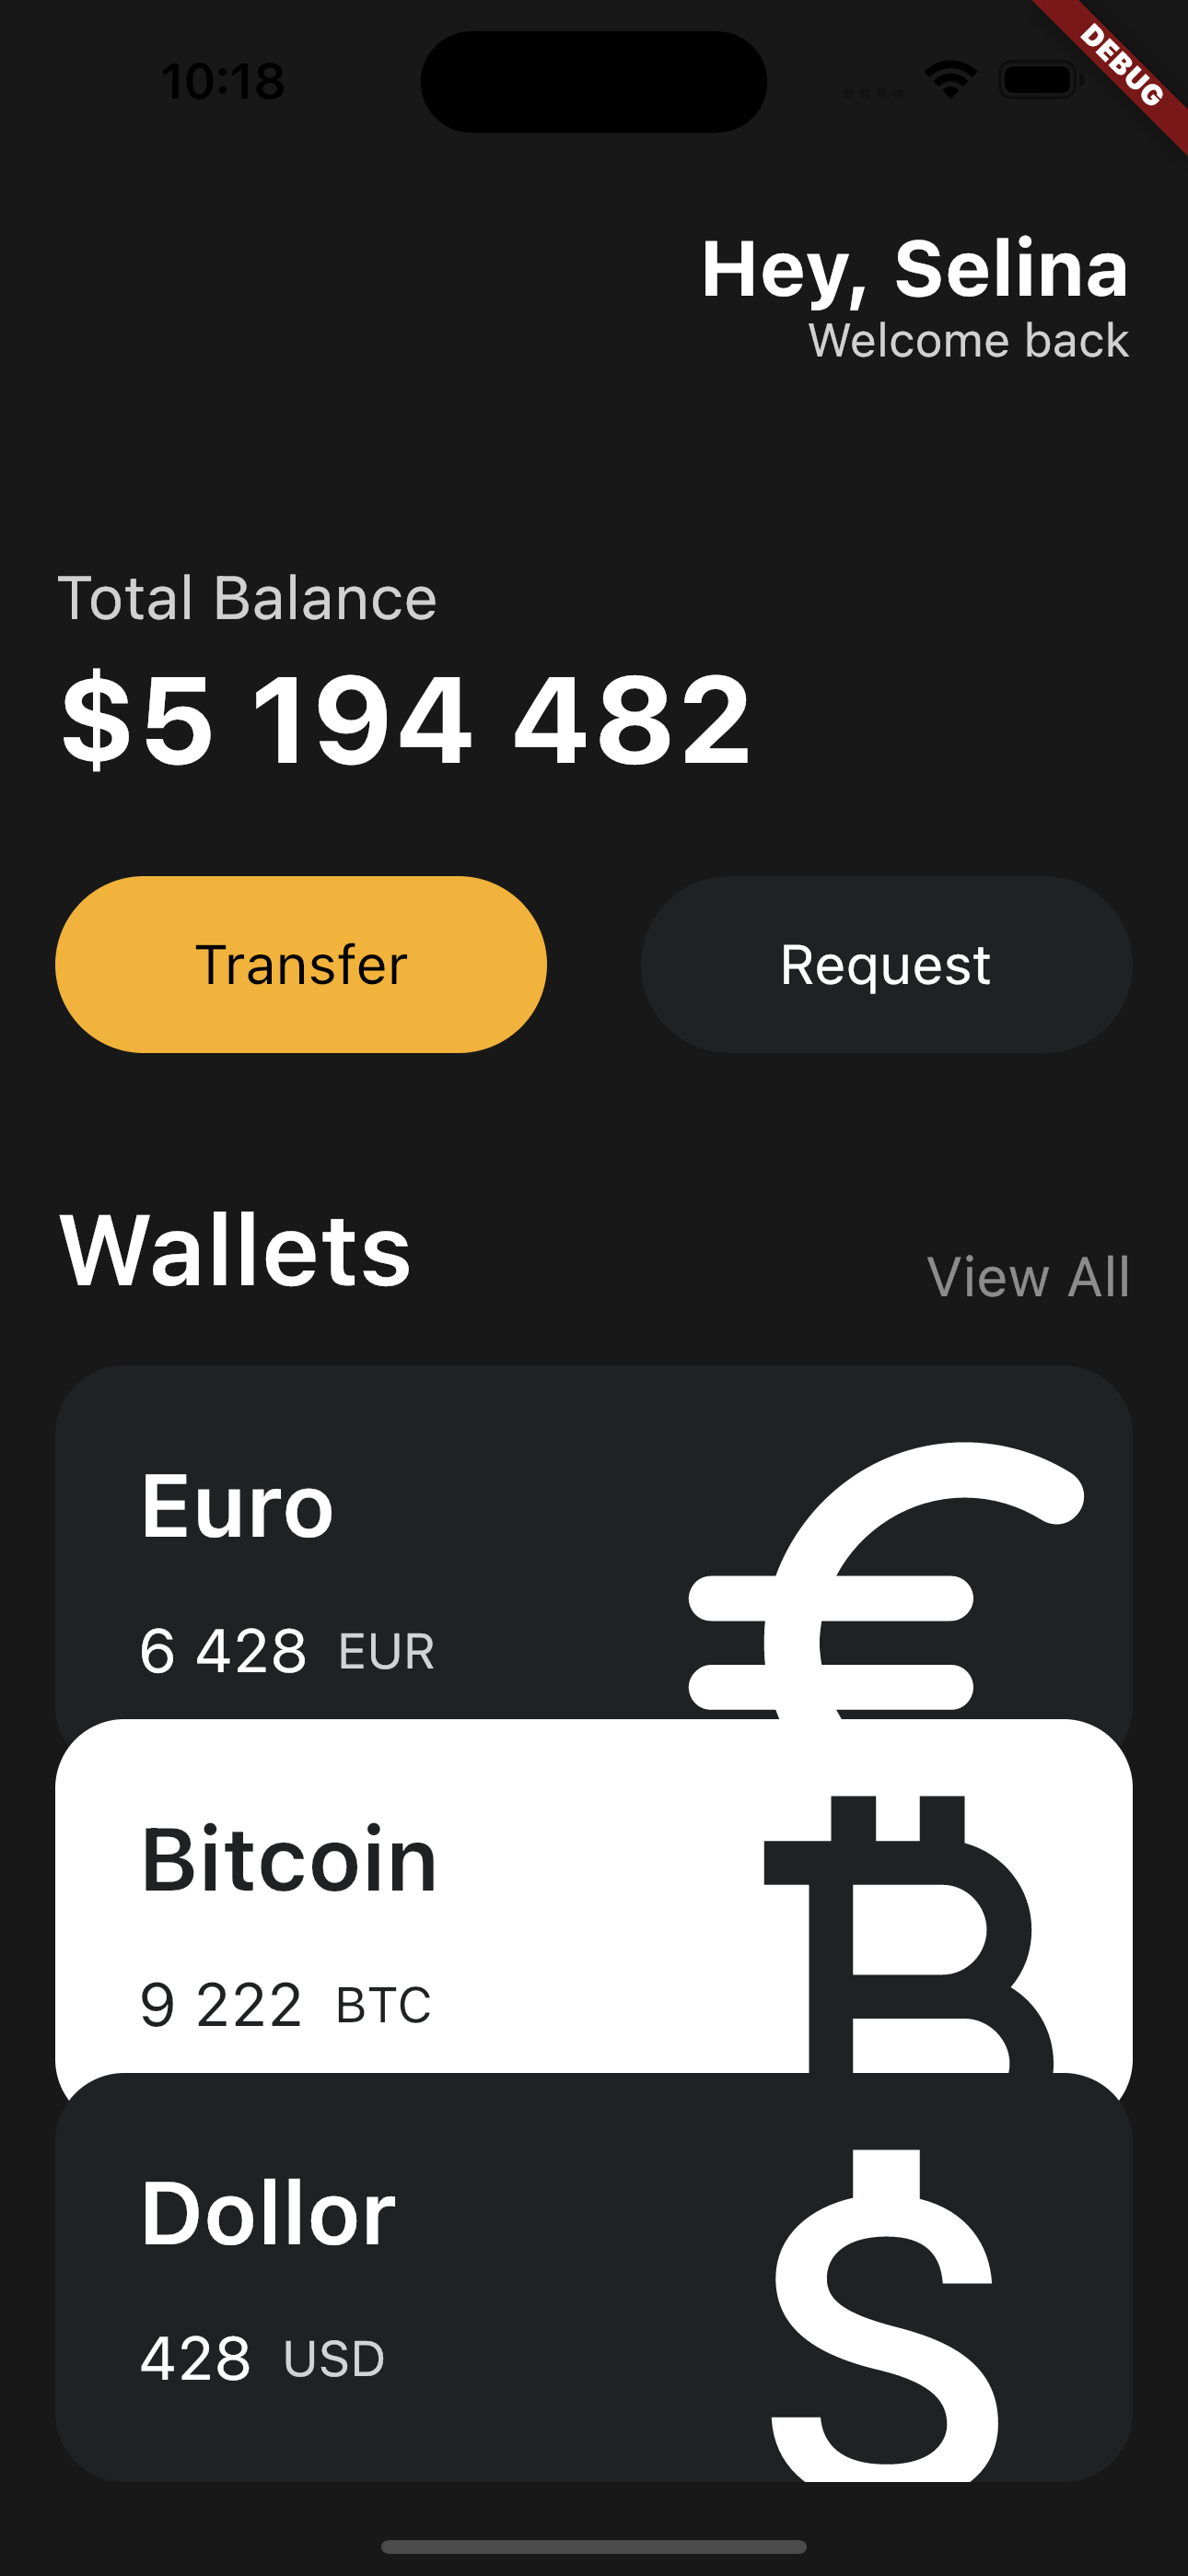 10:18
DEBUG
Hey, Selina
Welcome back
Total Balance
$5 194 482
Transfer
Request
Wallets
View All
Euro
6 428 EUR
Bitcoin
9 222 BTC
Dollor
428 USD